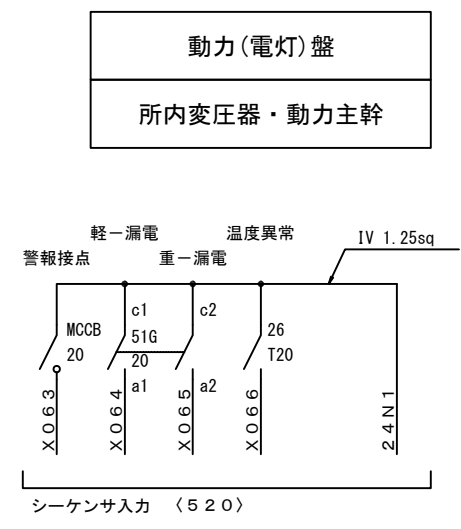 動力(電灯)盤
所内変圧器・動力主幹
軽－漏電
温度異常
IV 1.25sq
警報接点
重－漏電
c1
c2
MCCB
20
51G
20
26
T20
a1
a2
X063
X064
X065
X066
24N1
シーケンサ入力 〈520〉